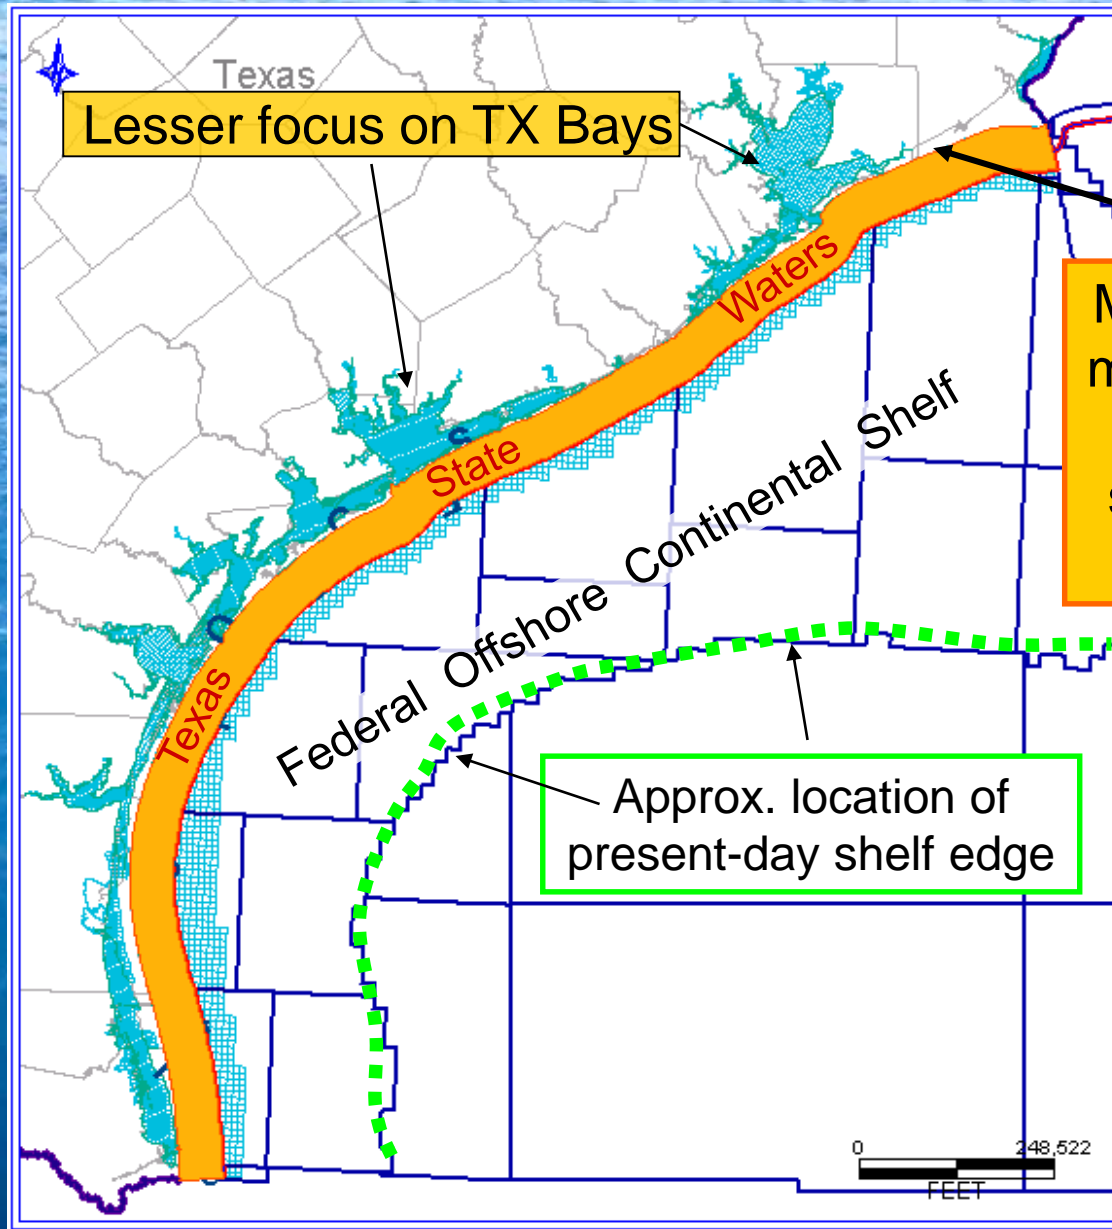 Texas
Lesser focus on TX Bays
Waters
State
Texas
Federal Offshore Continental Shelf
Approx. location of
present-day shelf edge
0 248,522
FEET